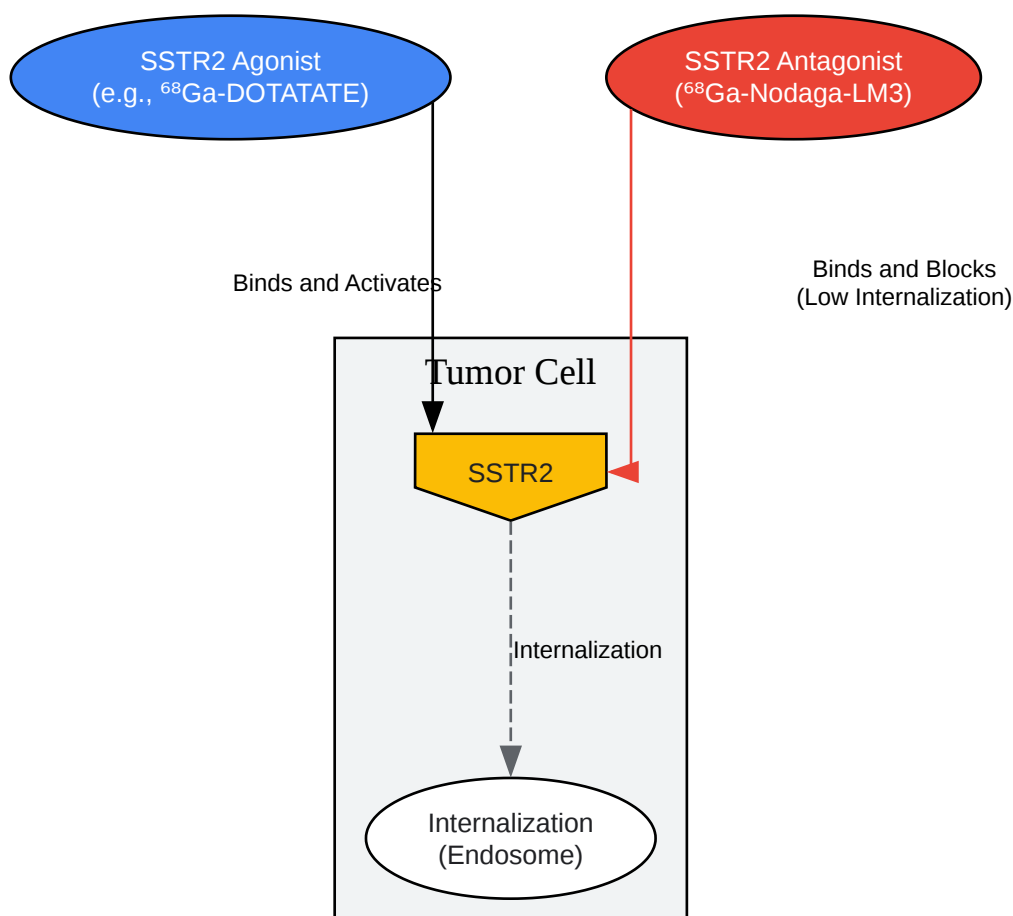 SSTR2 Agonist
(e.g., ⁶⁸Ga-DOTATATE)
SSTR2 Antagonist
(⁶⁸Ga-Nodaga-LM3)
Binds and Activates
Binds and Blocks
(Low Internalization)
Tumor Cell
SSTR2
Internalization
Internalization
(Endosome)